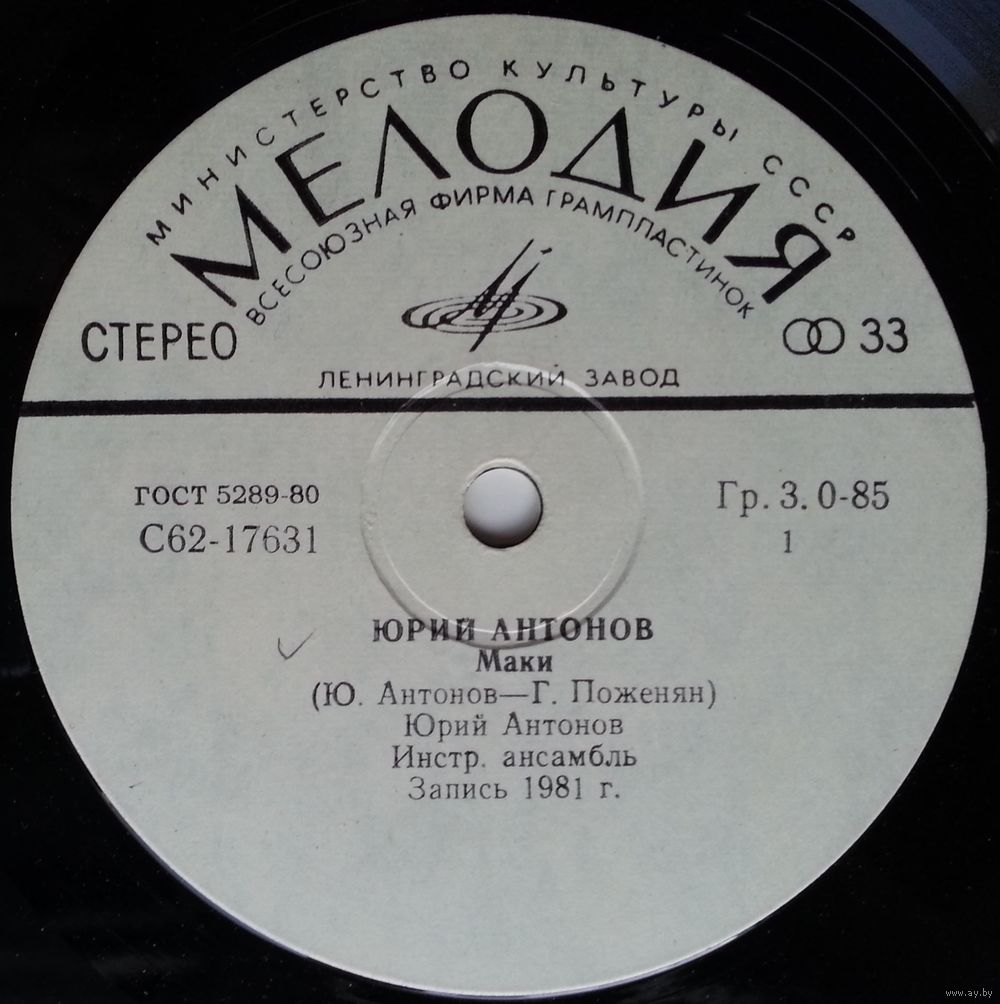 МИНИСТЕРСТВО КУЛЬТУРЫ СССР
МЕЛОДИЯ
ВСЕСОЮЗНАЯ ФИРМА ГРАМПЛАСТИНОК
СТЕРЕО
33
ЛЕНИНГРАДСКИЙ ЗАВОД
ГОСТ 5289-80
Гр. 3. 0-85
С62-17631
1
ЮРИЙ АНТОНОВ
Маки
(Ю. Антонов—Г. Поженян)
Юрий Антонов
Инстр. ансамбль
Запись 1981 г.
www.ay.by